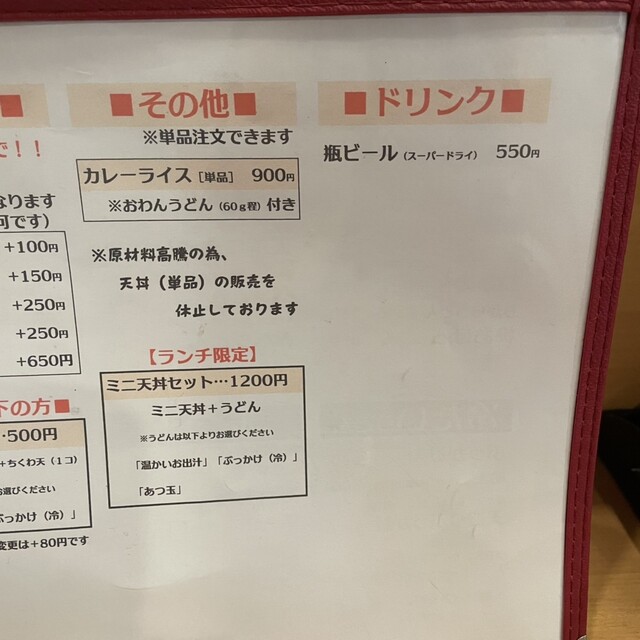 ■
で！！
なります
可です）
+100円
+150円
+250円
+250円
+650円
下の方■
･500円
+ちくわ天（１コ）
お選びください
ぶっかけ（冷）」
変更は+80円です
■その他■
※単品注文できます
カレーライス［単品］ 900円
※おわんうどん（60ｇ程）付き
※原材料高騰の為、
天丼（単品）の販売を
休止しております
【ランチ限定】
ミニ天丼セット…1200円
ミニ天丼＋うどん
※うどんは以下よりお選びください
「温かいお出汁」「ぶっかけ（冷）」
「あつ玉」
■ドリンク■
瓶ビール（スーパードライ） 550円